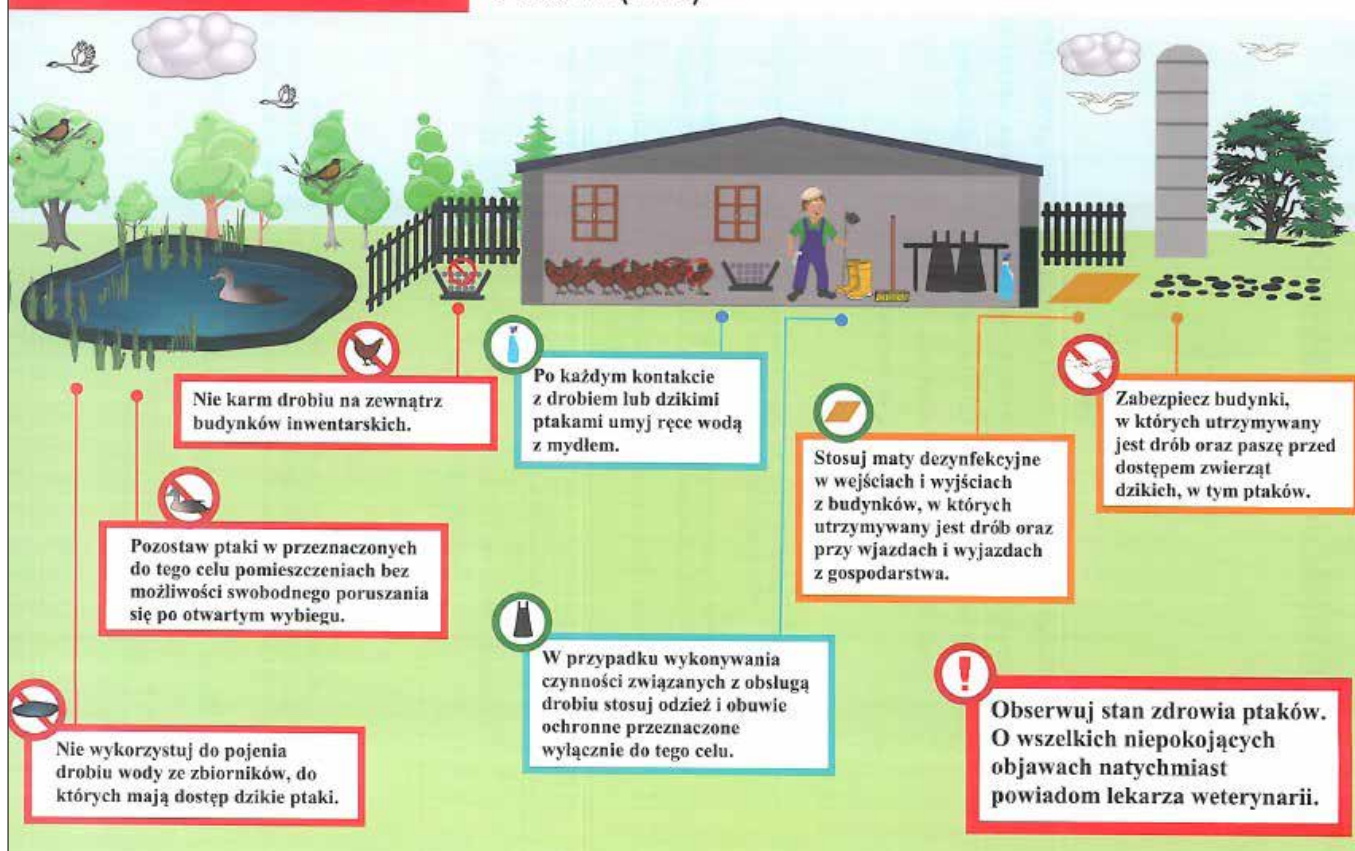 Nie karm drobiu na zewnątrz
budynków inwentarskich.
Po każdym kontakcie
z drobiem lub dzikimi
ptakami umyj ręce wodą
z mydłem.
Stosuj maty dezynfekcyjne
w wejściach i wyjściach
z budynków, w których
utrzymywany jest drób oraz
przy wjazdach i wyjazdach
z gospodarstwa.
Zabezpiecz budynki,
w których utrzymywany
jest drób oraz paszę przed
dostępem zwierząt
dzikich, w tym ptaków.
Pozostaw ptaki w przeznaczonych
do tego celu pomieszczeniach bez
możliwości swobodnego poruszania
się po otwartym wybiegu.
W przypadku wykonywania
czynności związanych z obsługą
drobiu stosuj odzież i obuwie
ochronne przeznaczone
wyłącznie do tego celu.
Nie wykorzystuj do pojenia
drobiu wody ze zbiorników, do
których mają dostęp dzikie ptaki.
Obserwuj stan zdrowia ptaków.
O wszelkich niepokojących
objawach natychmiast
powiadom lekarza weterynarii.